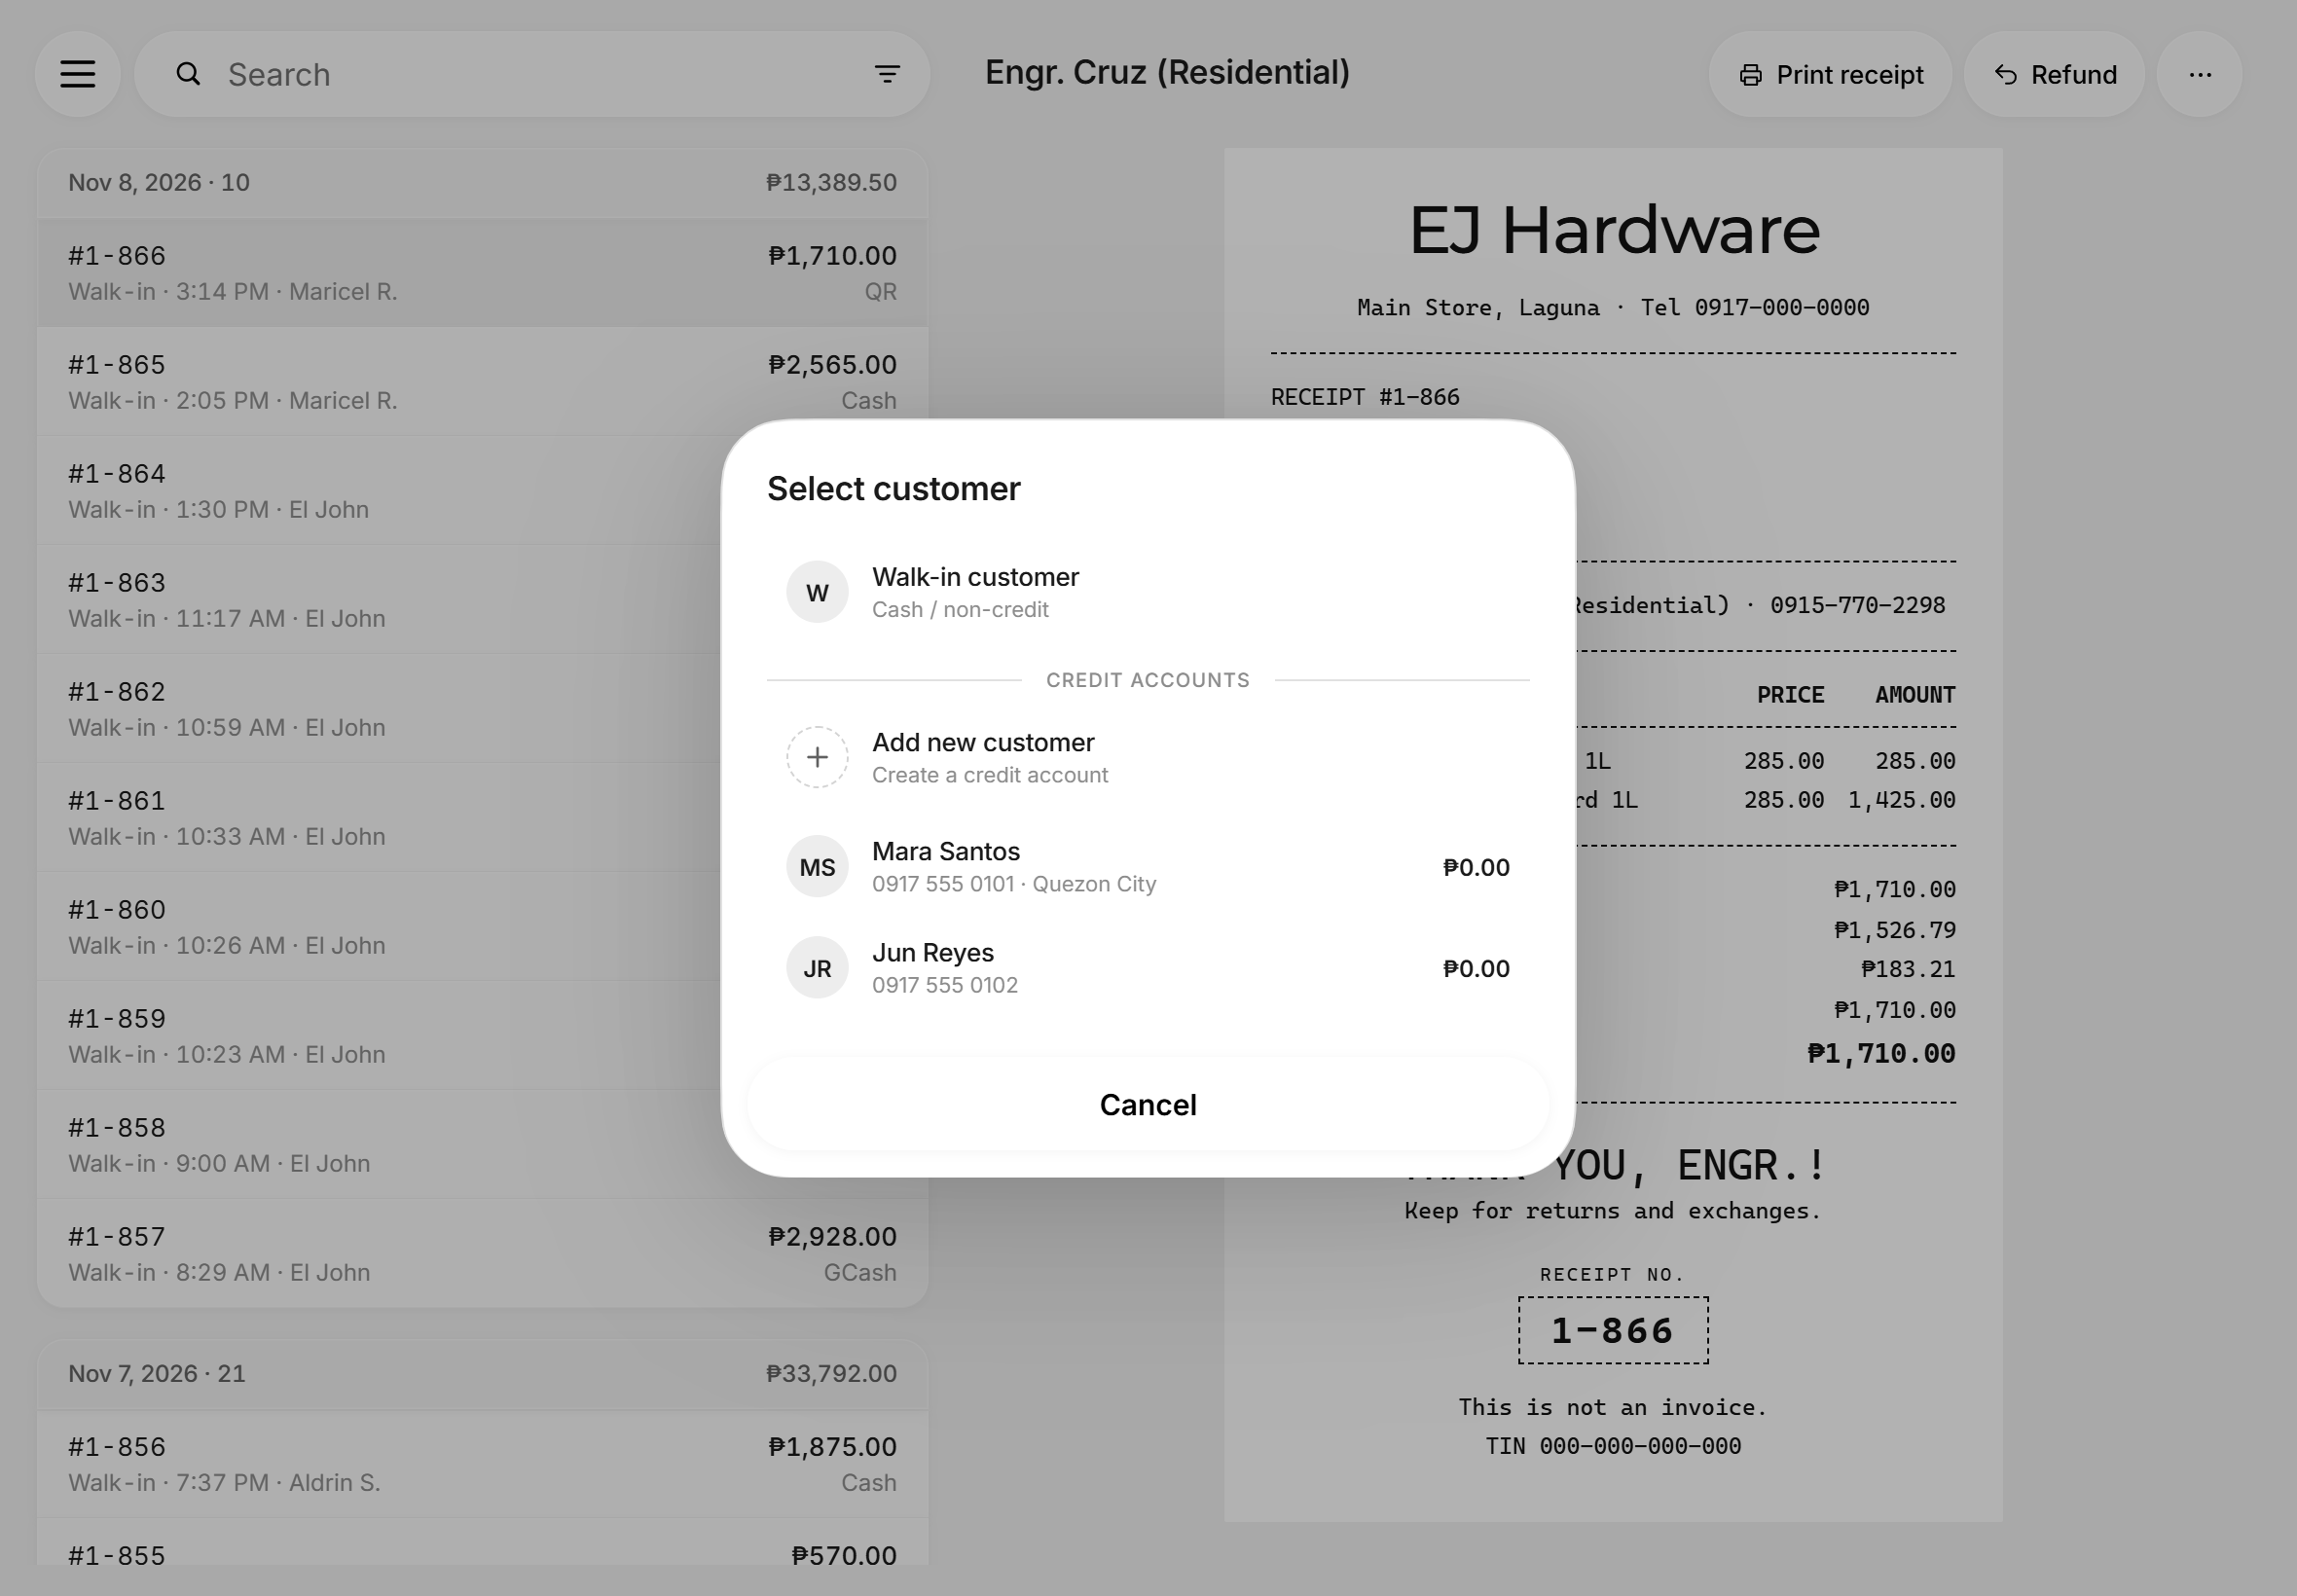 Search
Engr. Cruz (Residential)
Print receipt
Refund
Nov 8, 2026 · 10
₱13,389.50
#1-866
₱1,710.00
Walk-in · 3:14 PM · Maricel R.
QR
#1-865
₱2,565.00
Walk-in · 2:05 PM · Maricel R.
Cash
#1-864
Walk-in · 1:30 PM · El John
#1-863
Walk-in · 11:17 AM · El John
#1-862
Walk-in · 10:59 AM · El John
#1-861
Walk-in · 10:33 AM · El John
#1-860
Walk-in · 10:26 AM · El John
#1-859
Walk-in · 10:23 AM · El John
#1-858
Walk-in · 9:00 AM · El John
#1-857
₱2,928.00
Walk-in · 8:29 AM · El John
GCash
Nov 7, 2026 · 21
₱33,792.00
#1-856
₱1,875.00
Walk-in · 7:37 PM · Aldrin S.
Cash
#1-855
₱570.00
Select customer
W
Walk-in customer
Cash / non-credit
CREDIT ACCOUNTS
Add new customer
Create a credit account
MS
Mara Santos
0917 555 0101 · Quezon City
₱0.00
JR
Jun Reyes
0917 555 0102
₱0.00
Cancel
EJ Hardware
Main Store, Laguna · Tel 0917-000-0000
RECEIPT #1-866
Residential) · 0915-770-2298
PRICE AMOUNT
1L 285.00 285.00
1L 285.00 1,425.00
₱1,710.00
₱1,526.79
₱183.21
₱1,710.00
₱1,710.00
YOU, ENGR.!
Keep for returns and exchanges.
RECEIPT NO.
1-866
This is not an invoice.
TIN 000-000-000-000